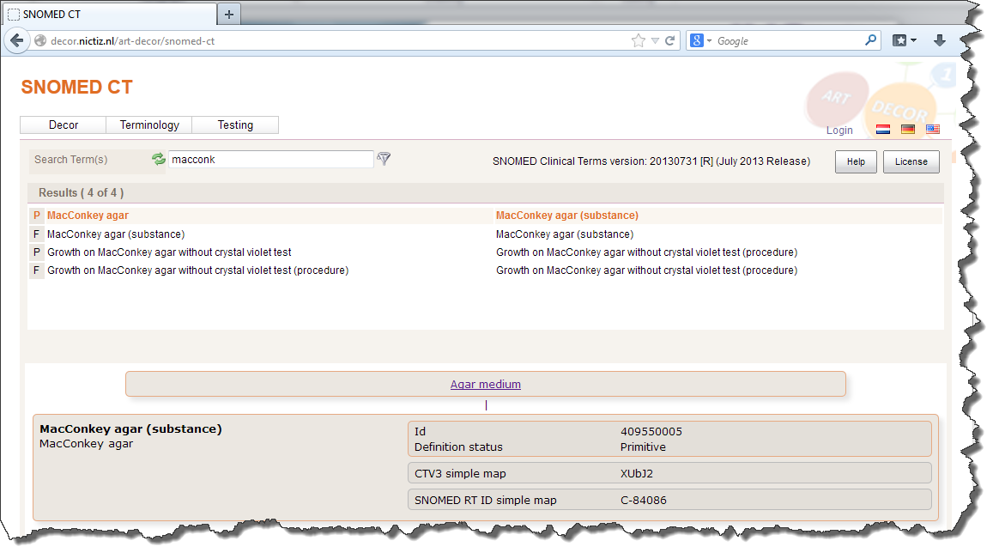 SNOMED CT
+
decor.nictiz.nl/art-decor/snomed-ct
8 Google
SNOMED CT
ART
DECOR
1
Decor Terminology Testing
Login
Search Term(s) macconk SNOMED Clinical Terms version: 20130731 [R] (July 2013 Release) Help License
Results ( 4 of 4 )
P MacConkey agar MacConkey agar (substance)
F MacConkey agar (substance) MacConkey agar (substance)
P Growth on MacConkey agar without crystal violet test Growth on MacConkey agar without crystal violet test (procedure)
F Growth on MacConkey agar without crystal violet test (procedure) Growth on MacConkey agar without crystal violet test (procedure)
Agar medium
MacConkey agar (substance)
MacConkey agar
Id 409550005
Definition status Primitive
CTV3 simple map XUbJ2
SNOMED RT ID simple map C-84086